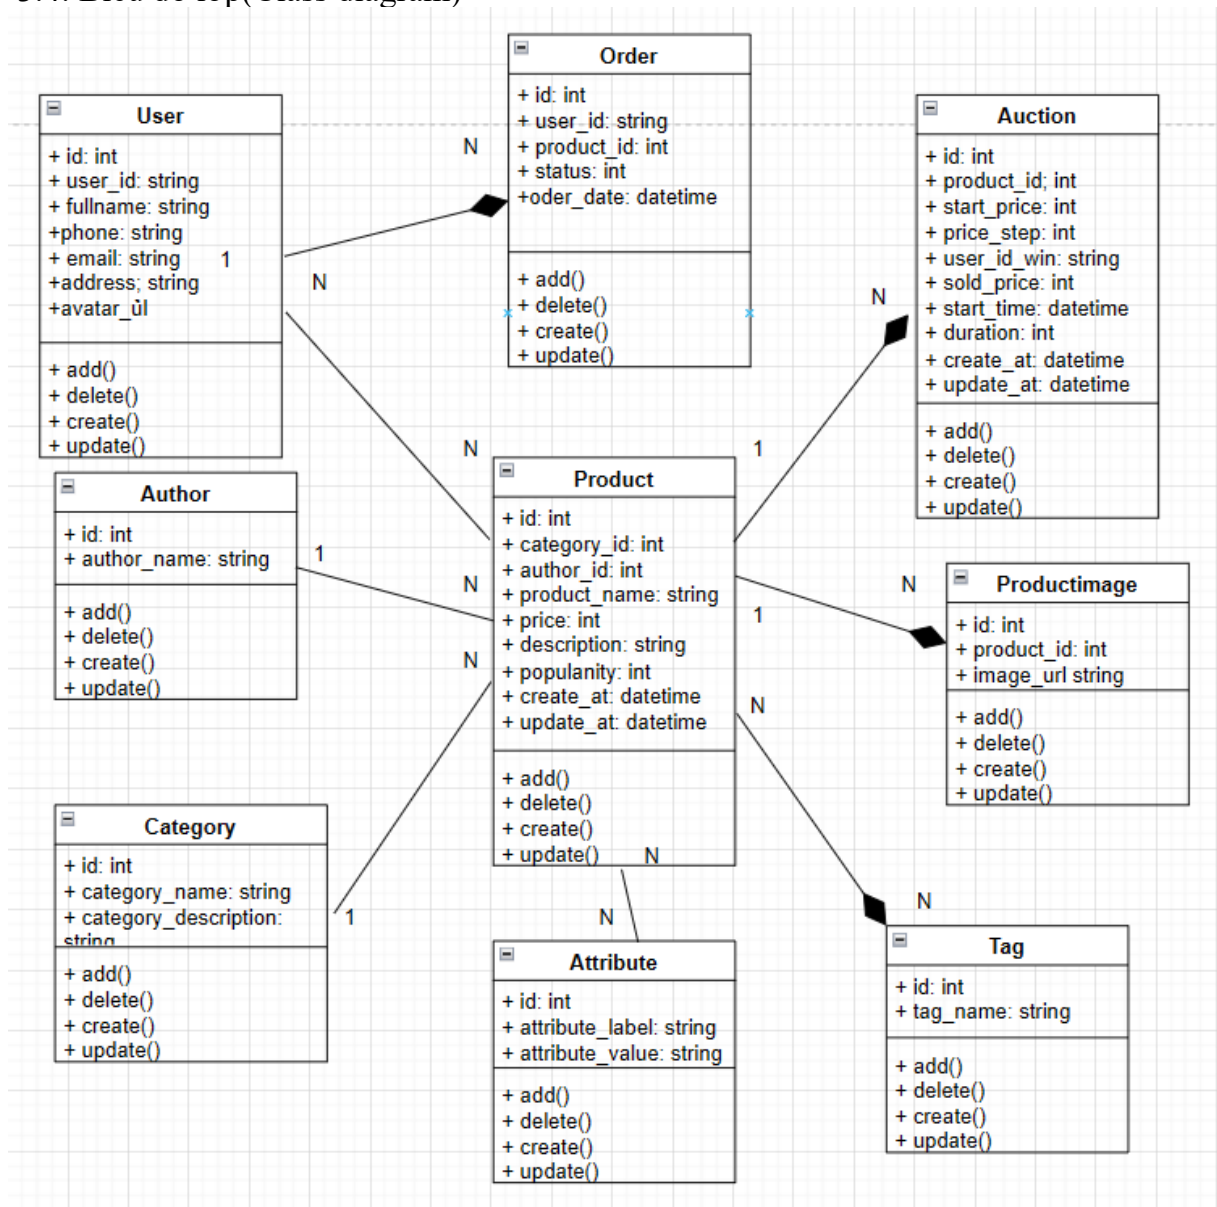 Order
+ id: int
+ user_id: string
+ product_id: int
+ status: int
+oder_date: datetime
+ add()
+ delete()
+ create()
+ update()
User
+ id: int
+ user_id: string
+ fullname: string
+phone: string
+ email: string
+address; string
+avatar_ủl
+ add()
+ delete()
+ create()
+ update()
Auction
+ id: int
+ product_id; int
+ start_price: int
+ price_step: int
+ user_id_win: string
+ sold_price: int
+ start_time: datetime
+ duration: int
+ create_at: datetime
+ update_at: datetime
+ add()
+ delete()
+ create()
+ update()
N
1
N
N
N
1
Author
+ id: int
+ author_name: string
+ add()
+ delete()
+ create()
+ update()
1
N
N
Product
+ id: int
+ category_id: int
+ author_id: int
+ product_name: string
+ price: int
+ description: string
+ populanity: int
+ create_at: datetime
+ update_at: datetime
+ add()
+ delete()
+ create()
+ update()
N
Productimage
+ id: int
+ product_id: int
+ image_url string
+ add()
+ delete()
+ create()
+ update()
N
1
N
Category
+ id: int
+ category_name: string
+ category_description:
string
+ add()
+ delete()
+ create()
+ update()
1
N
Attribute
+ id: int
+ attribute_label: string
+ attribute_value: string
+ add()
+ delete()
+ create()
+ update()
N
Tag
+ id: int
+ tag_name: string
+ add()
+ delete()
+ create()
+ update()